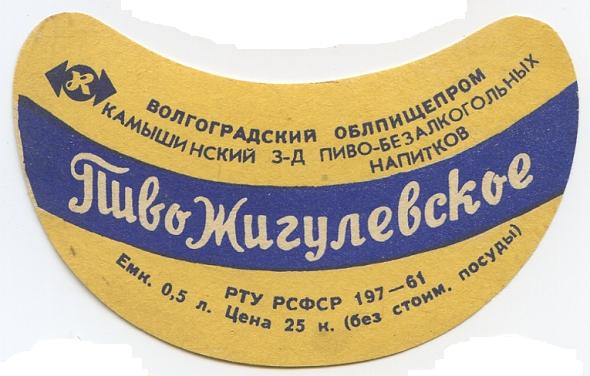 К
ВОЛГОГРАДСКИЙ ОБЛПИЩЕПРОМ
КАМЫШИНСКИЙ З-Д ПИВО-БЕЗАЛКОГОЛЬНЫХ
НАПИТКОВ
Пиво Жигулевское
РТУ РСФСР 197—61
Емк. 0,5 л. Цена 25 к. (без стоим. посуды)